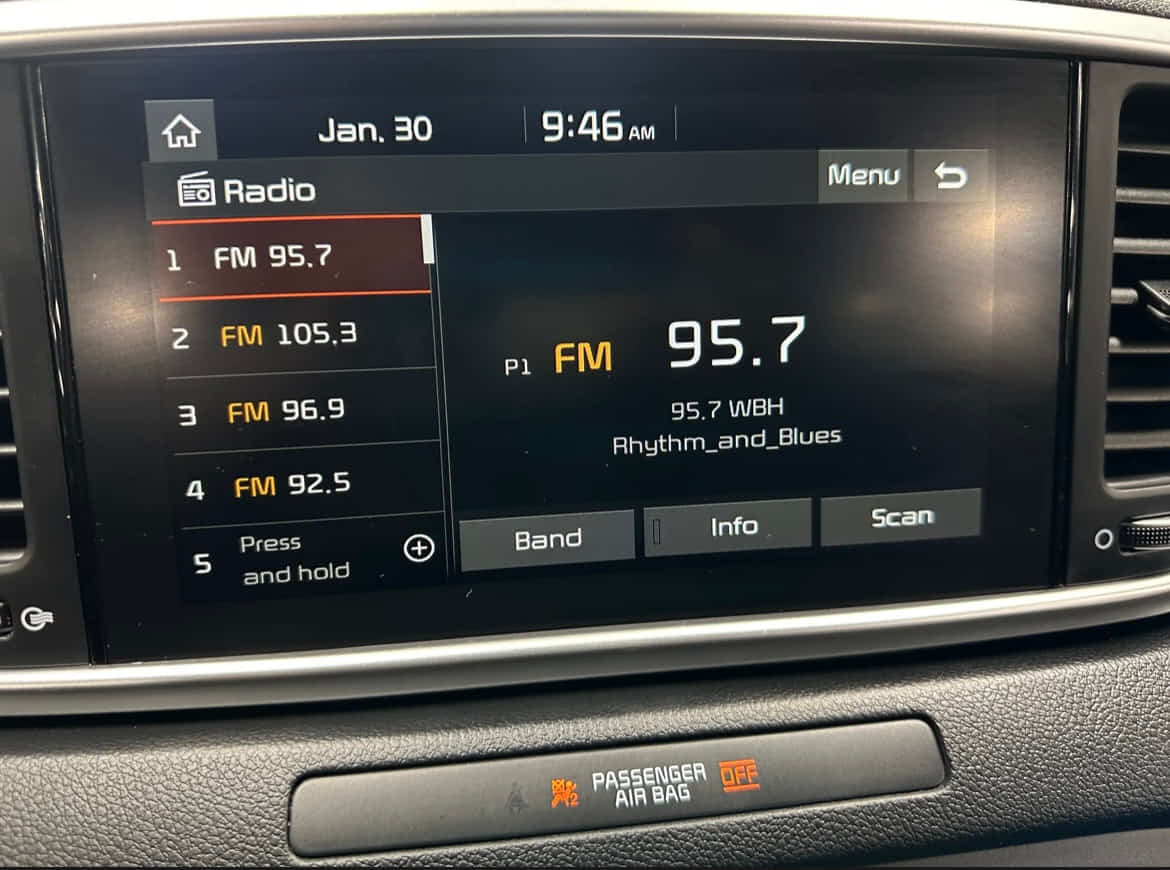 Jan. 30
9:46 AM
Radio
Menu
1 FM 95.7
2 FM 105.3
3 FM 96.9
4 FM 92.5
5 Press
and hold
P1 FM 95.7
95.7 WBH
Rhythm_and_Blues
Band
Info
Scan
2
PASSENGER
AIR BAG
OFF